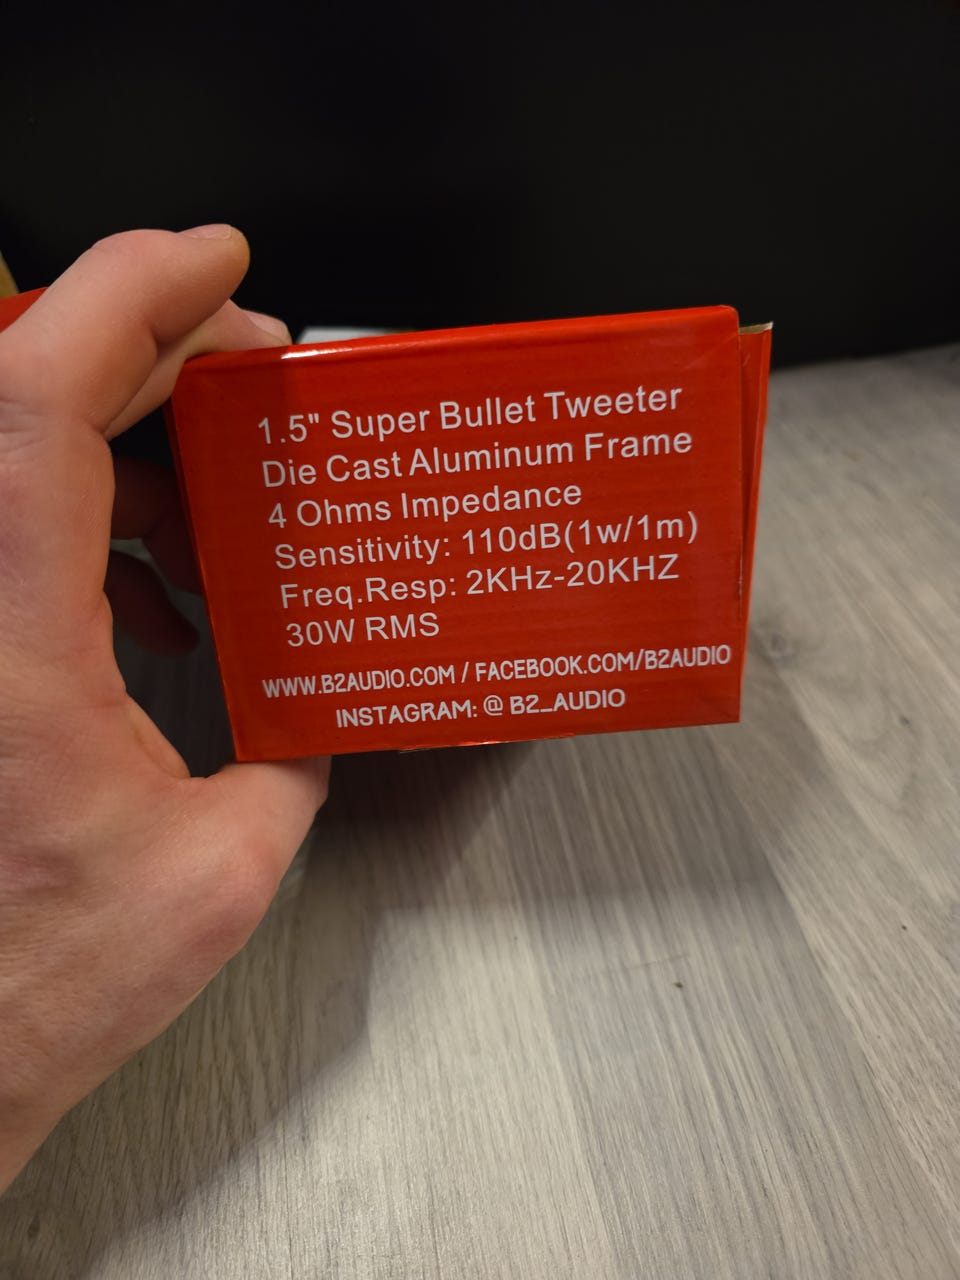 1.5" Super Bullet Tweeter
Die Cast Aluminum Frame
4 Ohms Impedance
Sensitivity: 110dB(1w/1m)
Freq.Resp: 2KHz-20KHZ
30W RMS
WWW.B2AUDIO.COM / FACEBOOK.COM/B2AUDIO
INSTAGRAM: @ B2_AUDIO